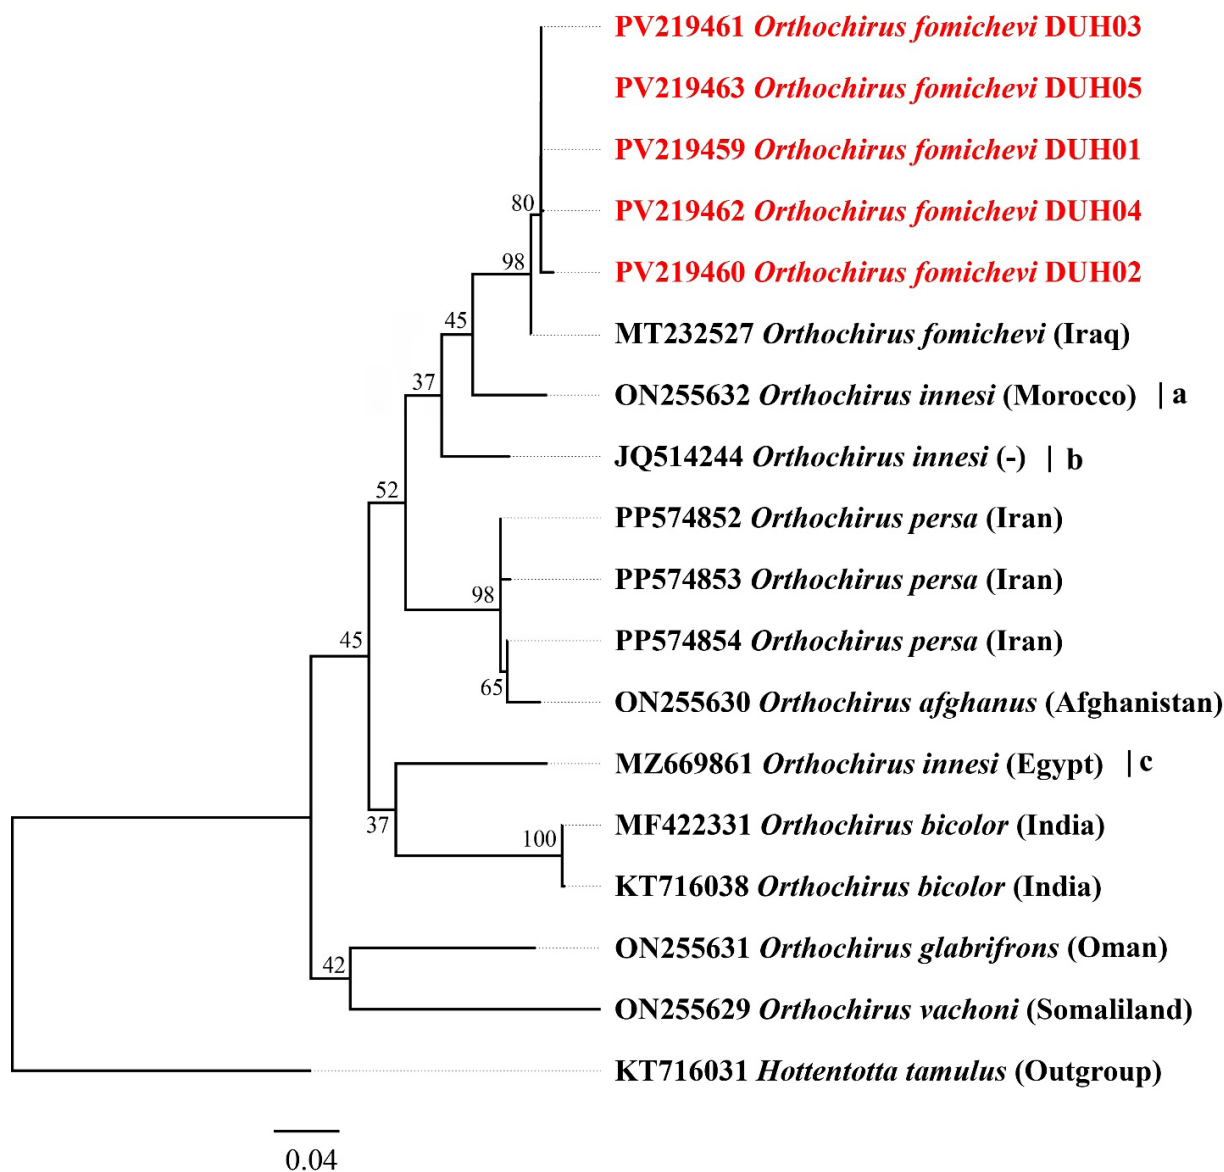 PV219461 Orthochirus fomichevi DUH03
PV219463 Orthochirus fomichevi DUH05
PV219459 Orthochirus fomichevi DUH01
80
PV219462 Orthochirus fomichevi DUH04
98
PV219460 Orthochirus fomichevi DUH02
45
MT232527 Orthochirus fomichevi (Iraq)
37
ON255632 Orthochirus innesi (Morocco) | a
JQ514244 Orthochirus innesi (-) | b
52
PP574852 Orthochirus persa (Iran)
PP574853 Orthochirus persa (Iran)
98
45
PP574854 Orthochirus persa (Iran)
65
ON255630 Orthochirus afghanus (Afghanistan)
MZ669861 Orthochirus innesi (Egypt) | c
37
MF422331 Orthochirus bicolor (India)
100
KT716038 Orthochirus bicolor (India)
ON255631 Orthochirus glabrifrons (Oman)
42
ON255629 Orthochirus vachoni (Somaliland)
KT716031 Hottentotta tamulus (Outgroup)
0.04